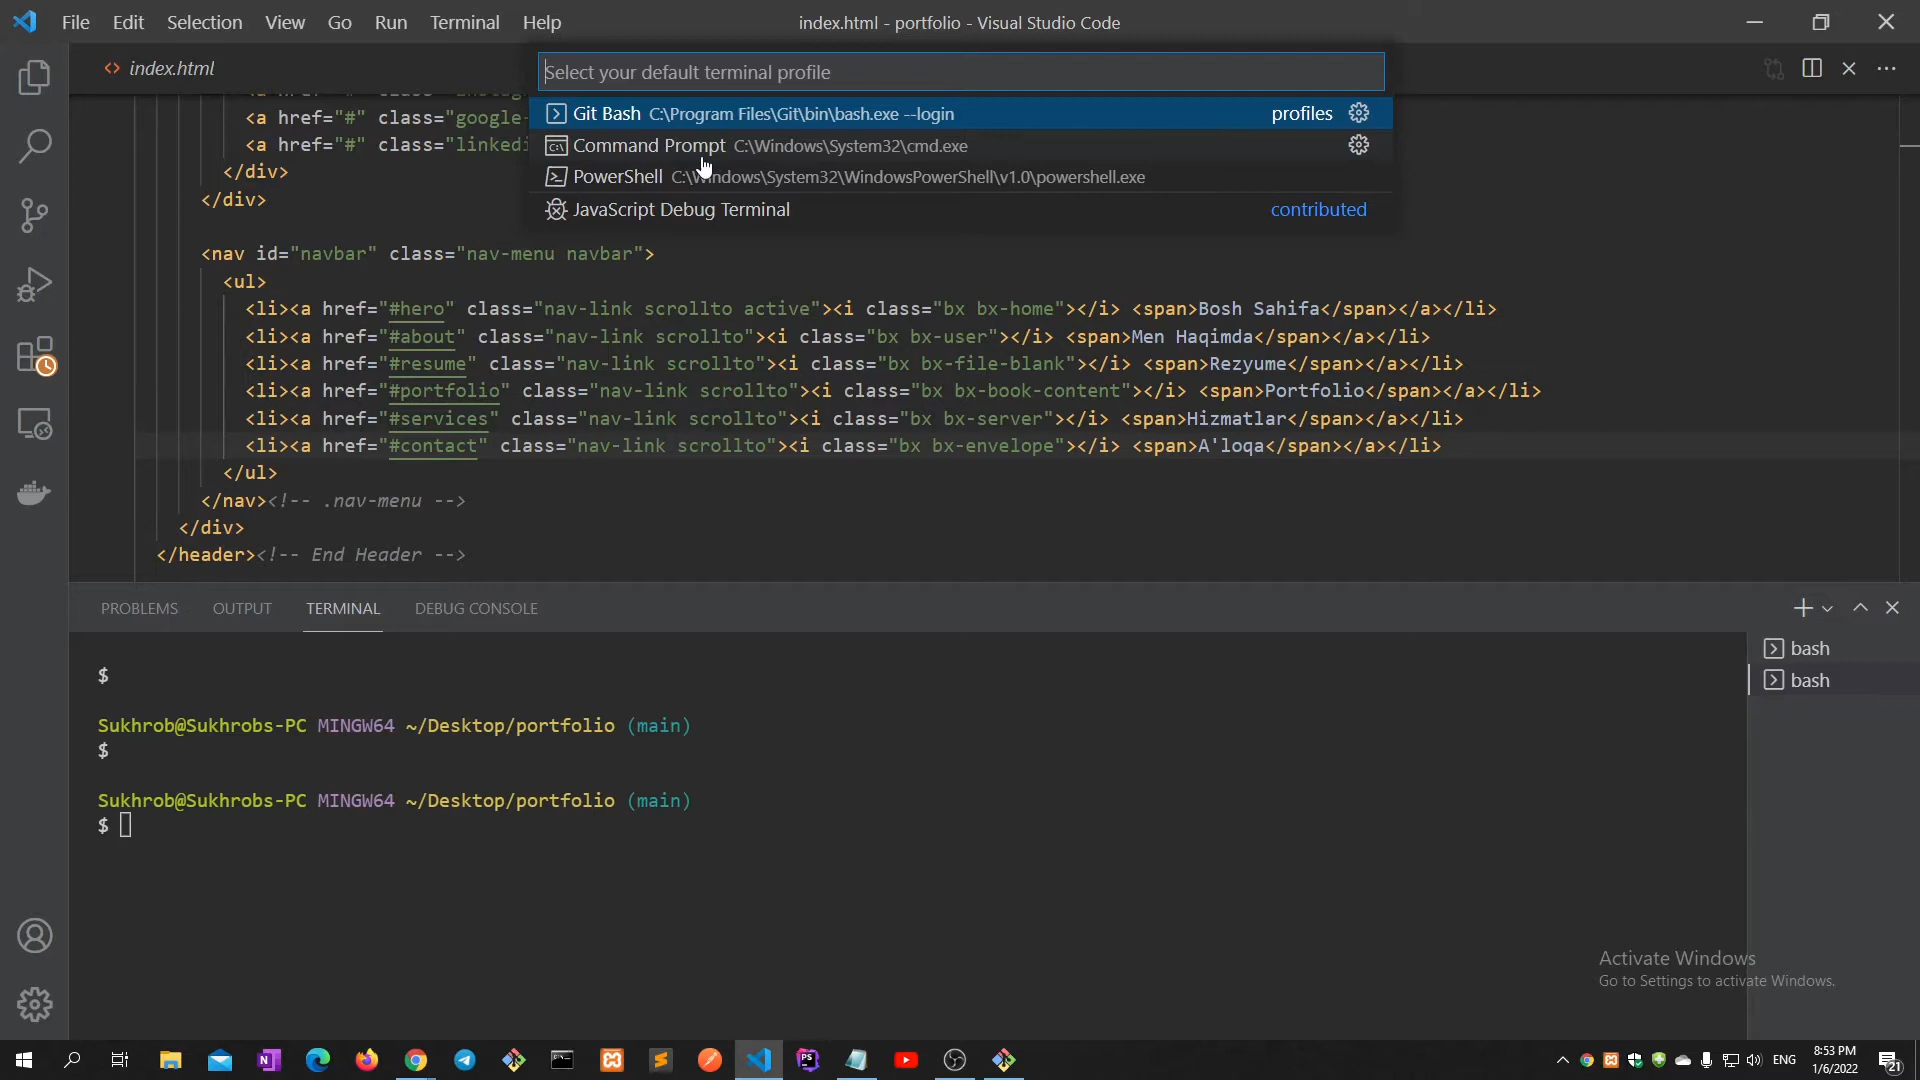 File Edit Selection View Go Run Terminal Help
index.html - portfolio - Visual Studio Code
index.html
Select your default terminal profile
Git Bash C:\Program Files\Git\bin\bash.exe --login profiles
Command Prompt C:\Windows\System32\cmd.exe
PowerShell C:\Windows\System32\WindowsPowerShell\v1.0\powershell.exe
JavaScript Debug Terminal contributed
<a href="#" class="google-
<a href="#" class="linkedi
</div>
</div>
<nav id="navbar" class="nav-menu navbar">
<ul>
<li><a href="#hero" class="nav-link scrollto active"><i class="bx bx-home"></i> <span>Bosh Sahifa</span></a></li>
<li><a href="#about" class="nav-link scrollto"><i class="bx bx-user"></i> <span>Men Haqimda</span></a></li>
<li><a href="#resume" class="nav-link scrollto"><i class="bx bx-file-blank"></i> <span>Rezyume</span></a></li>
<li><a href="#portfolio" class="nav-link scrollto"><i class="bx bx-book-content"></i> <span>Portfolio</span></a></li>
<li><a href="#services" class="nav-link scrollto"><i class="bx bx-server"></i> <span>Hizmatlar</span></a></li>
<li><a href="#contact" class="nav-link scrollto"><i class="bx bx-envelope"></i> <span>A'loqa</span></a></li>
</ul>
</nav><!-- .nav-menu -->
</div>
</header><!-- End Header -->
PROBLEMS OUTPUT TERMINAL DEBUG CONSOLE
bash
bash
$
Sukhrob@Sukhrobs-PC MINGW64 ~/Desktop/portfolio (main)
$
Sukhrob@Sukhrobs-PC MINGW64 ~/Desktop/portfolio (main)
$
Activate Windows
Go to Settings to activate Windows.
ENG
8:53 PM
1/6/2022
21